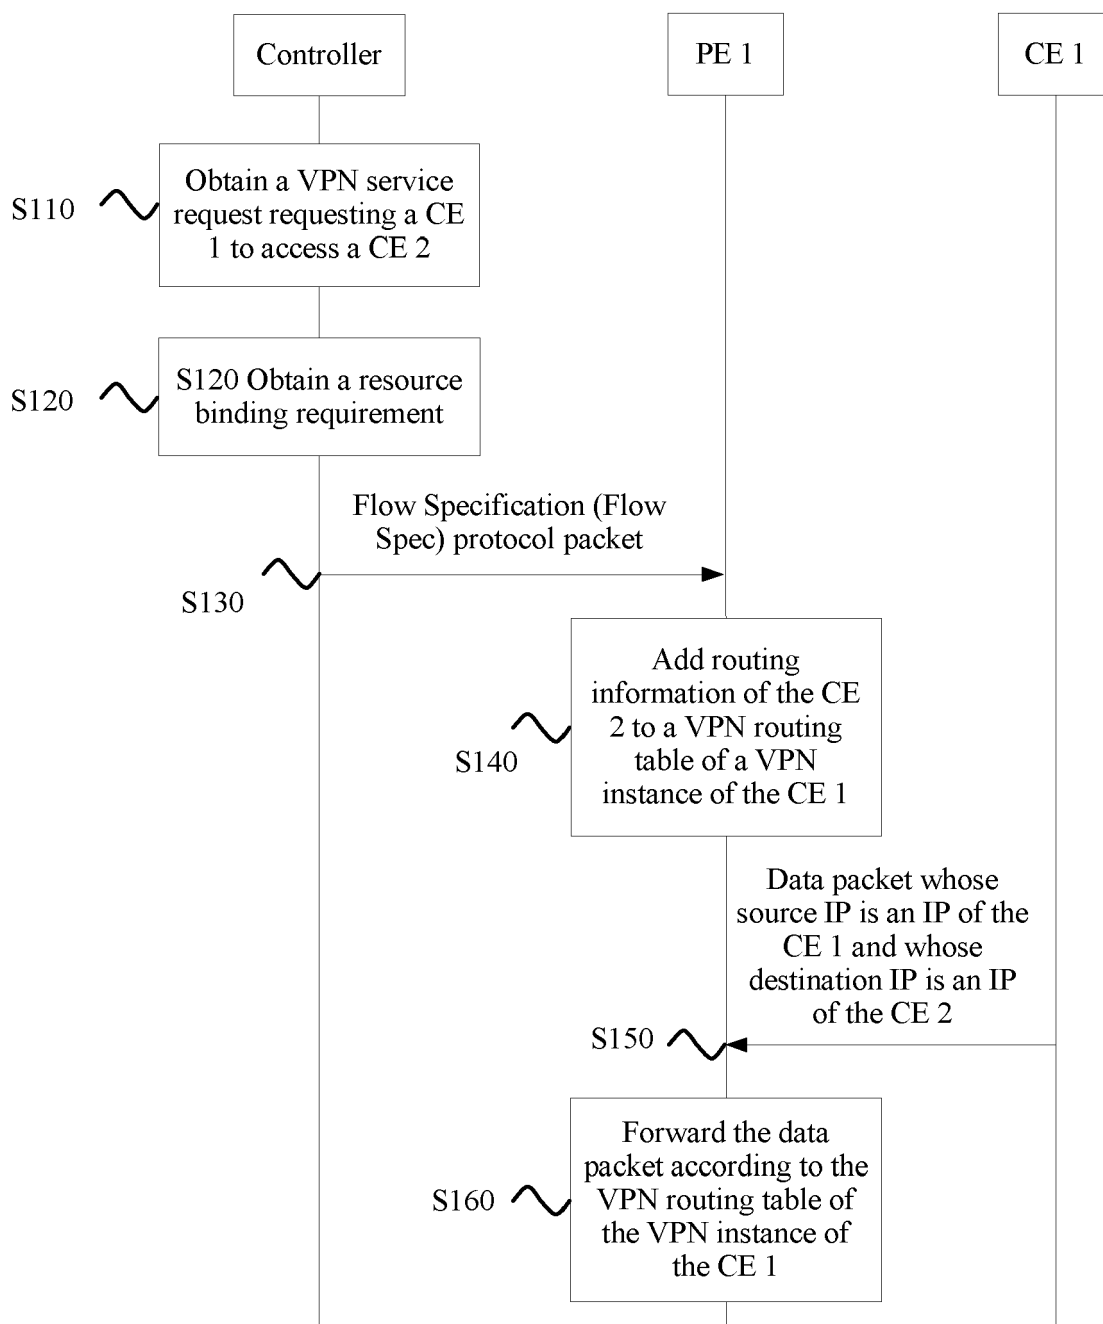 Controller
PE 1
CE 1
S110
Obtain a VPN service
request requesting a CE
1 to access a CE 2
S120
S120 Obtain a resource
binding requirement
Flow Specification (Flow
Spec) protocol packet
S130
Add routing
information of the CE
2 to a VPN routing
table of a VPN
instance of the CE 1
S140
Data packet whose
source IP is an IP of the
CE 1 and whose
destination IP is an IP
of the CE 2
S150
Forward the data
packet according to the
VPN routing table of
the VPN instance of
the CE 1
S160